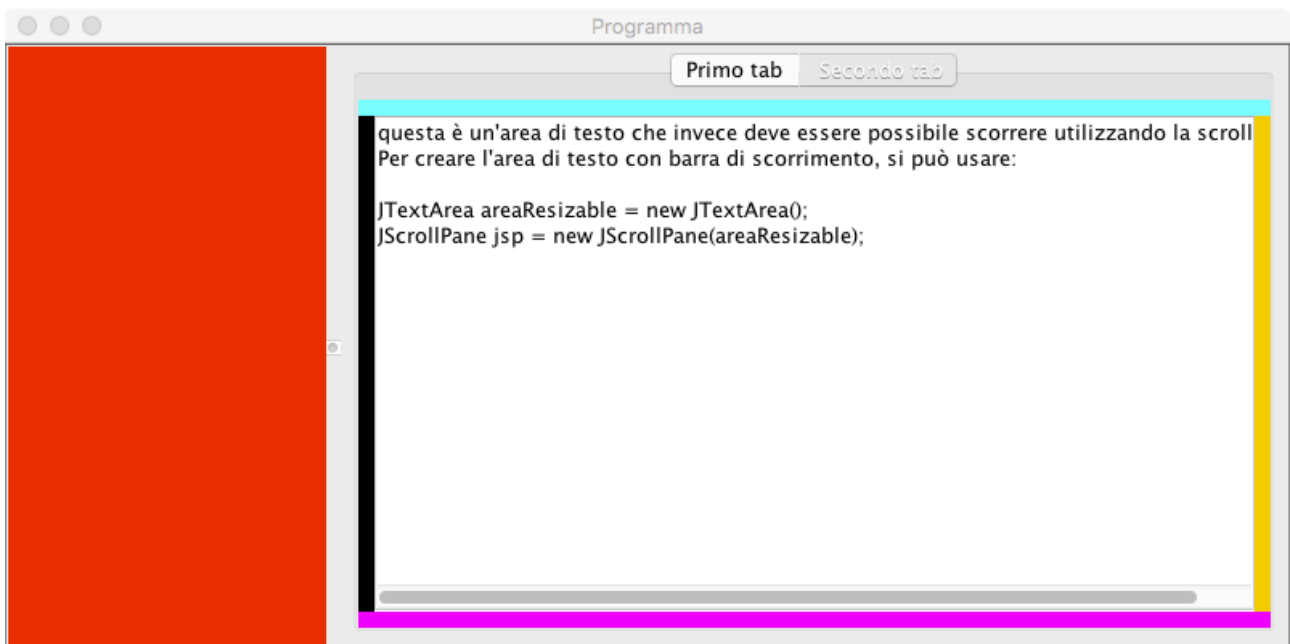 Programma
Primo tab Secondo tab
questa è un'area di testo che invece deve essere possibile scorrere utilizzando la scroll
Per creare l'area di testo con barra di scorrimento, si può usare:
JTextArea areaResizable = new JTextArea();
JScrollPane jsp = new JScrollPane(areaResizable);